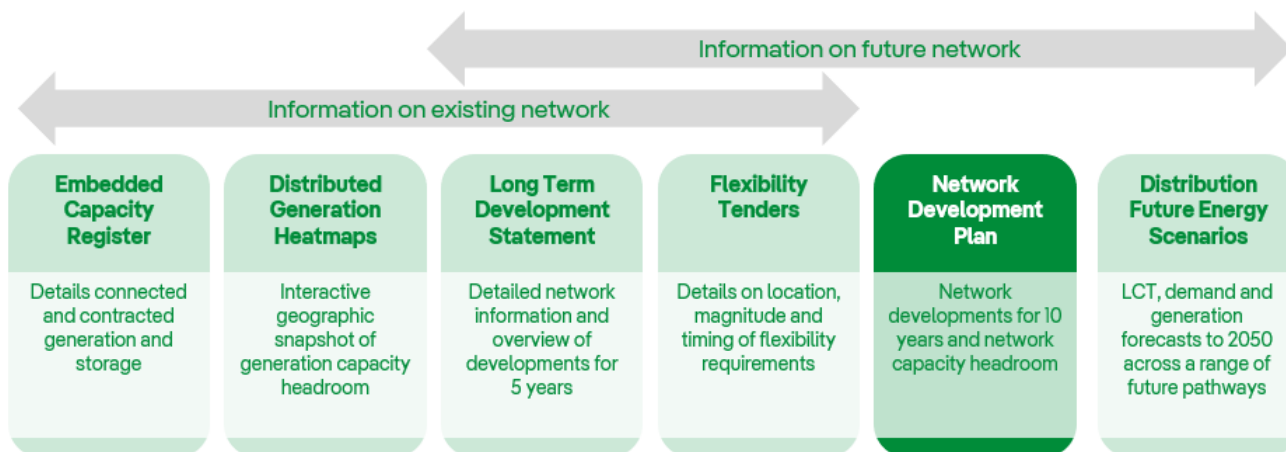 Information on future network
Information on existing network
Embedded
Capacity
Register
Details connected
and contracted
generation and
storage
Distributed
Generation
Heatmaps
Interactive
geographic
snapshot of
generation capacity
headroom
Long Term
Development
Statement
Detailed network
information and
overview of
developments for
5 years
Flexibility
Tenders
Details on location,
magnitude and
timing of flexibility
requirements
Network
Development
Plan
Network
developments for 10
years and network
capacity headroom
Distribution
Future Energy
Scenarios
LCT, demand and
generation
forecasts to 2050
across a range of
future pathways